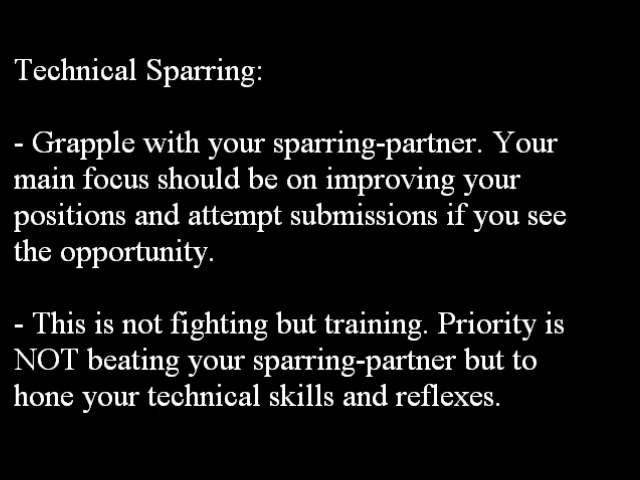 Technical Sparring:
- Grapple with your sparring-partner. Your
main focus should be on improving your
positions and attempt submissions if you see
the opportunity.
- This is not fighting but training. Priority is
NOT beating your sparring-partner but to
hone your technical skills and reflexes.